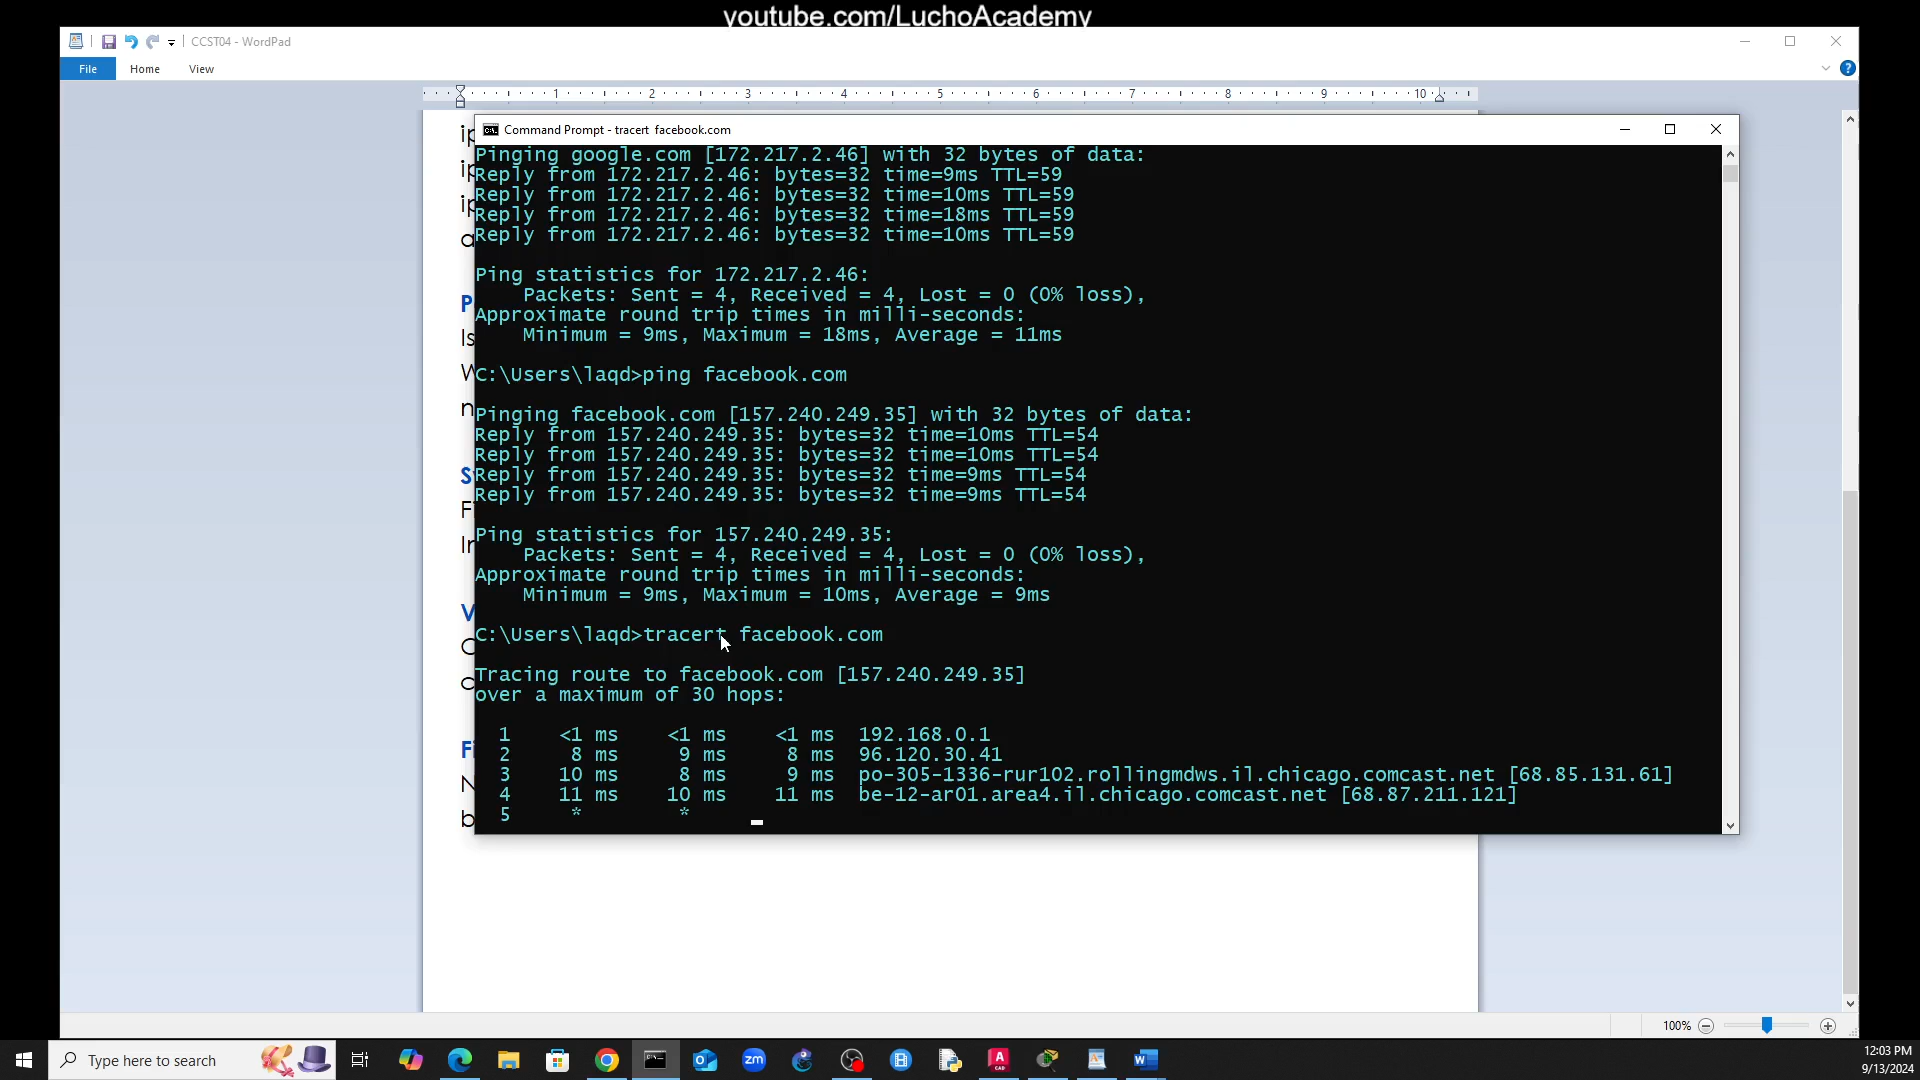 youtube.com/LuchoAcademy
CCST04 - WordPad
File Home View
1 2 3 4 5 6 7 8 9 10
Command Prompt - tracert facebook.com
Pinging google.com [172.217.2.46] with 32 bytes of data:
Reply from 172.217.2.46: bytes=32 time=9ms TTL=59
Reply from 172.217.2.46: bytes=32 time=10ms TTL=59
Reply from 172.217.2.46: bytes=32 time=18ms TTL=59
Reply from 172.217.2.46: bytes=32 time=10ms TTL=59
Ping statistics for 172.217.2.46:
Packets: Sent = 4, Received = 4, Lost = 0 (0% loss),
Approximate round trip times in milli-seconds:
Minimum = 9ms, Maximum = 18ms, Average = 11ms
C:\Users\laqd>ping facebook.com
Pinging facebook.com [157.240.249.35] with 32 bytes of data:
Reply from 157.240.249.35: bytes=32 time=10ms TTL=54
Reply from 157.240.249.35: bytes=32 time=10ms TTL=54
Reply from 157.240.249.35: bytes=32 time=9ms TTL=54
Reply from 157.240.249.35: bytes=32 time=9ms TTL=54
Ping statistics for 157.240.249.35:
Packets: Sent = 4, Received = 4, Lost = 0 (0% loss),
Approximate round trip times in milli-seconds:
Minimum = 9ms, Maximum = 10ms, Average = 9ms
C:\Users\laqd>tracert facebook.com
Tracing route to facebook.com [157.240.249.35]
over a maximum of 30 hops:
1 <1 ms <1 ms <1 ms 192.168.0.1
2 8 ms 9 ms 8 ms 96.120.30.41
3 10 ms 8 ms 9 ms po-305-1336-rur102.rollingmdws.il.chicago.comcast.net [68.85.131.61]
4 11 ms 10 ms 11 ms be-12-ar01.area4.il.chicago.comcast.net [68.87.211.121]
5 * *
100%
Type here to search
12:03 PM
9/13/2024